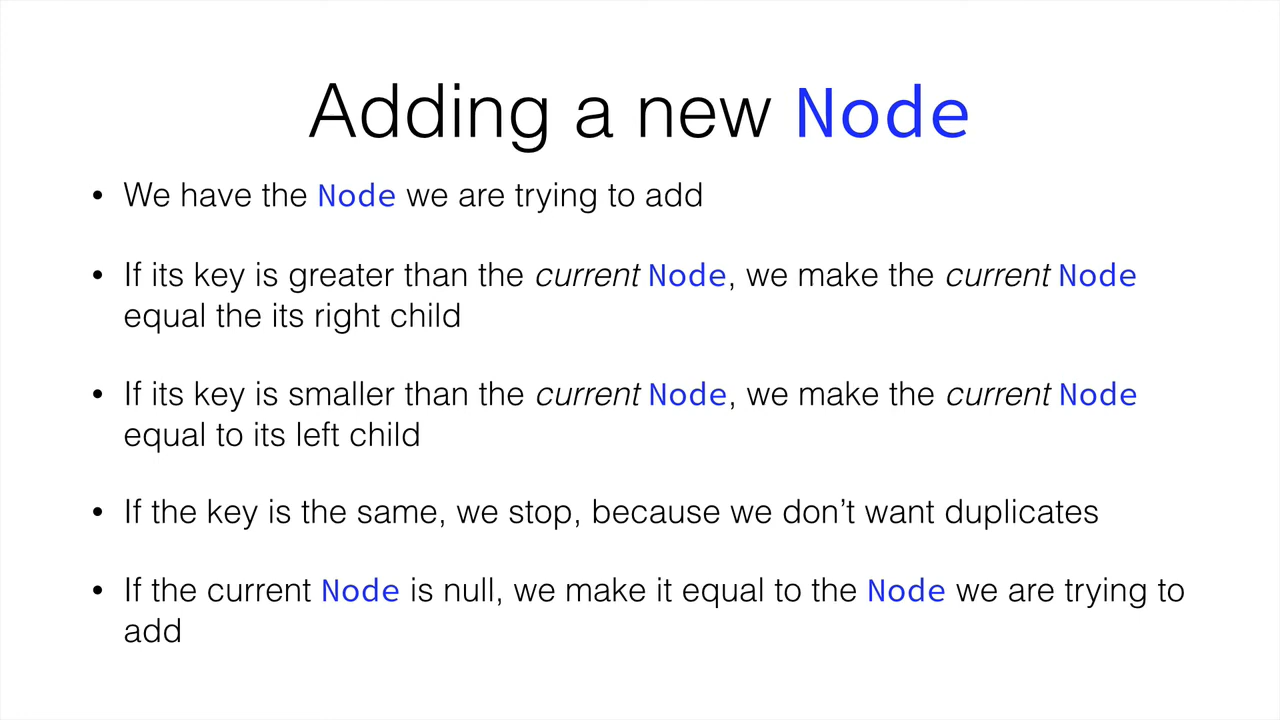 Adding a new Node
• We have the Node we are trying to add
• If its key is greater than the current Node, we make the current Node
equal the its right child
• If its key is smaller than the current Node, we make the current Node
equal to its left child
• If the key is the same, we stop, because we don’t want duplicates
• If the current Node is null, we make it equal to the Node we are trying to
add